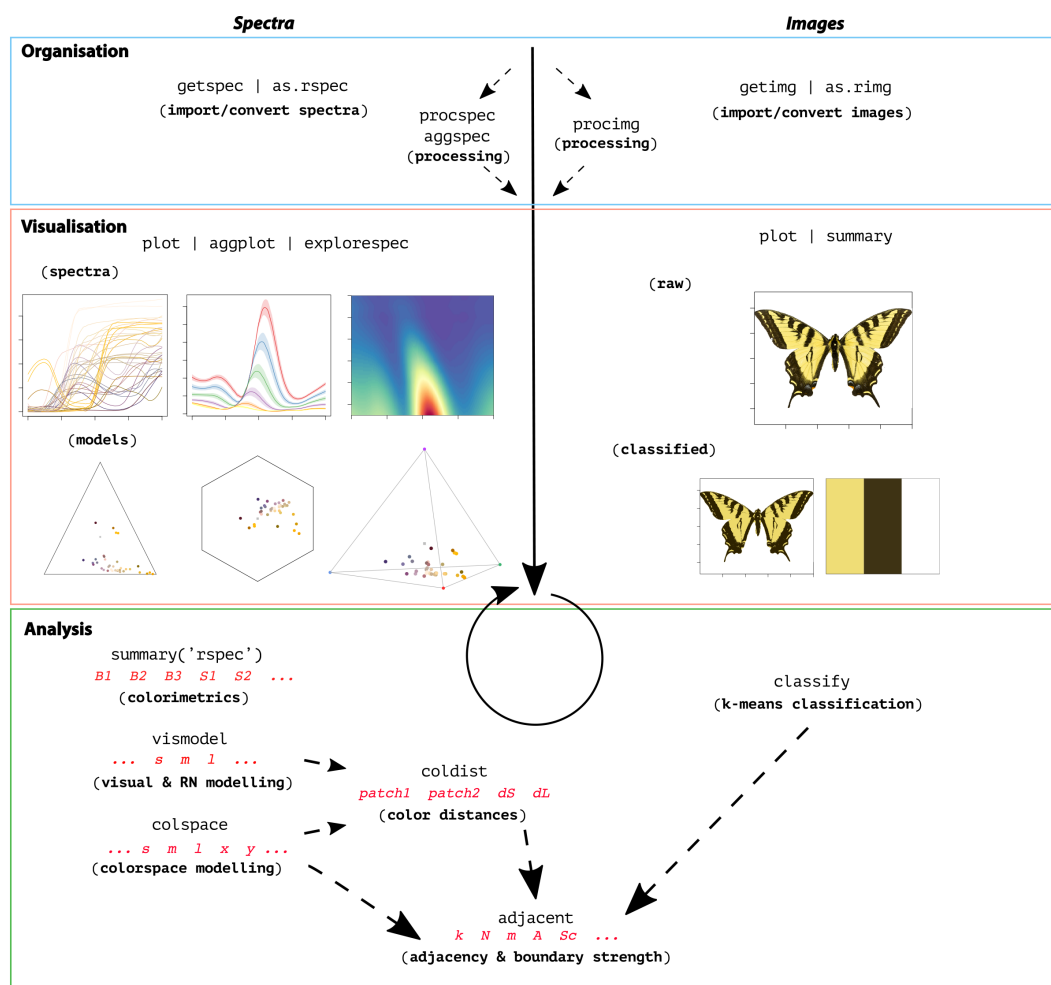 Spectra
Images
Organisation
getspec | as.rspec
(import/convert spectra)
procspec
aggspec
(processing)
procimg
(processing)
getimg | as.rimg
(import/convert images)
Visualisation
plot | aggplot | explorespec
(spectra)
(models)
plot | summary
(raw)
(classified)
Analysis
summary('rspec')
B1 B2 B3 S1 S2 ...
(colorimetrics)
vismodel
... s m l ...
(visual & RN modelling)
colspace
... s m l x y ...
(colorspace modelling)
coldist
patch1 patch2 dS dL
(color distances)
classify
(k-means classification)
adjacent
k N m A Sc ...
(adjacency & boundary strength)